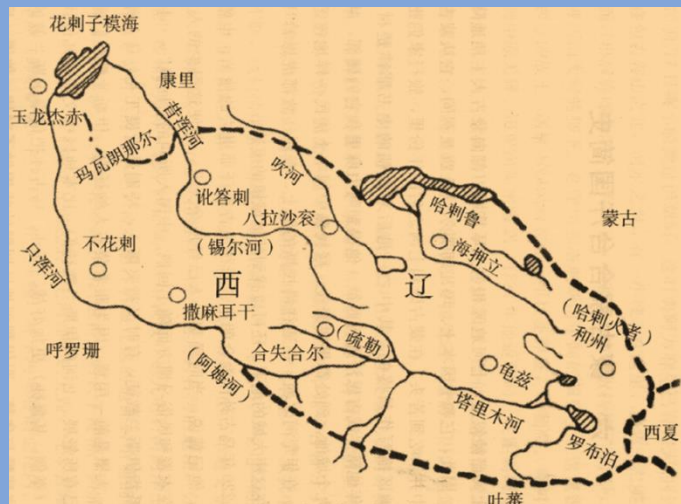 花剌子模海
康里
玉龙杰赤
昔浑河
玛瓦朗那尔
吹河
讹答剌
八拉沙衮
哈剌鲁
蒙古
海押立
不花剌
(锡尔河)
只浑河
西
辽
撒麻耳干
(哈剌火者)
和州
呼罗珊
合失合尔
(疏勒)
龟兹
(阿姆河)
塔里木河
罗布泊
西夏
吐蕃